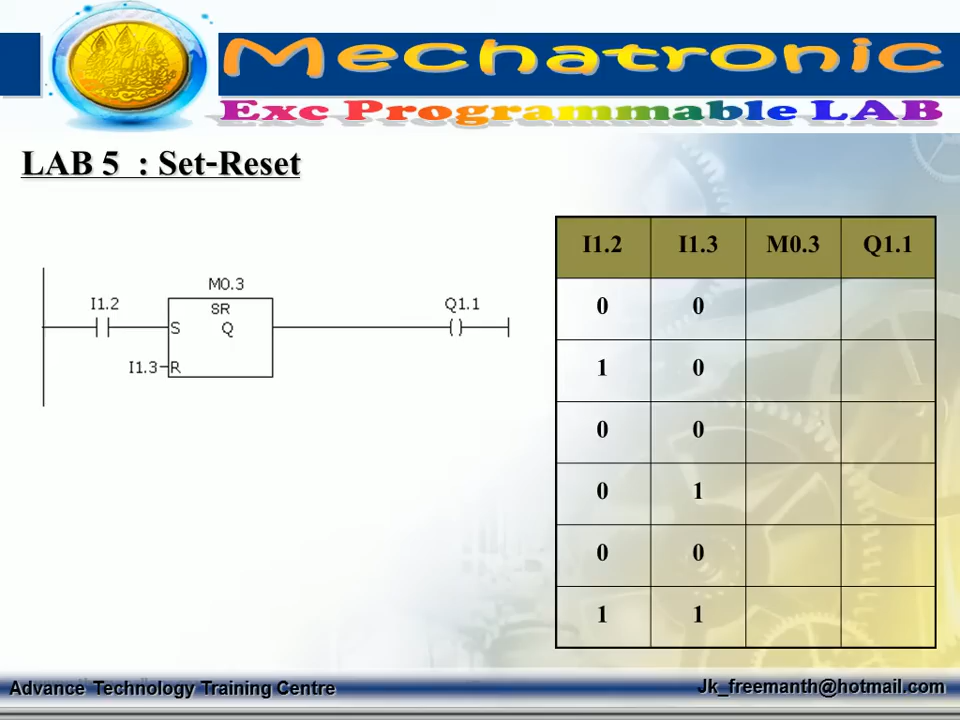 Mechatronic
Exc Programmable LAB
LAB 5 : Set-Reset
I1.2 I1.3 M0.3 Q1.1
0 0
1 0
0 0
0 1
0 0
1 1
M0.3
I1.2 SR Q1.1
S Q
I1.3 R
Advance Technology Training Centre
Jk_freemanth@hotmail.com